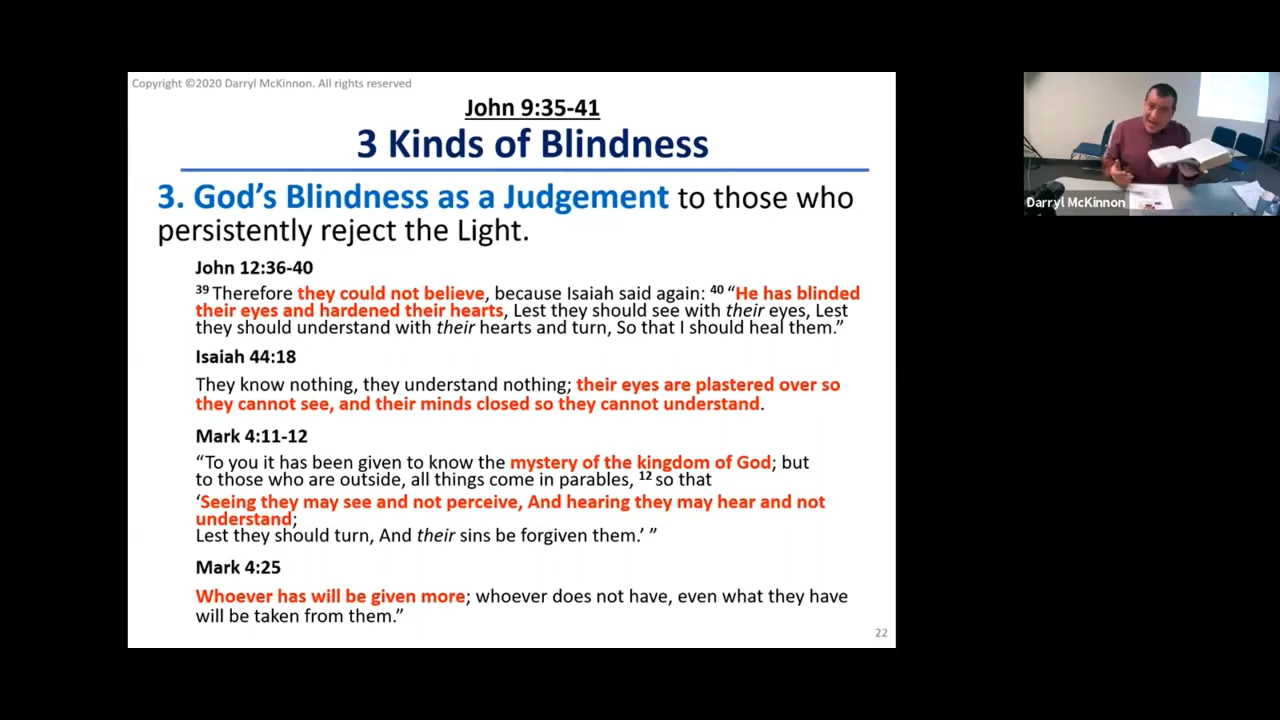 Copyright ©2020 Darryl McKinnon. All rights reserved
John 9:35-41
3 Kinds of Blindness
3. God’s Blindness as a Judgement to those who
persistently reject the Light.
John 12:36-40
39 Therefore they could not believe, because Isaiah said again: 40 “He has blinded
their eyes and hardened their hearts, Lest they should see with their eyes, Lest
they should understand with their hearts and turn, So that I should heal them.”
Isaiah 44:18
They know nothing, they understand nothing; their eyes are plastered over so
they cannot see, and their minds closed so they cannot understand.
Mark 4:11-12
“To you it has been given to know the mystery of the kingdom of God; but
to those who are outside, all things come in parables, 12 so that
‘Seeing they may see and not perceive, And hearing they may hear and not
understand;
Lest they should turn, And their sins be forgiven them.’ ”
Mark 4:25
Whoever has will be given more; whoever does not have, even what they have
will be taken from them.”
22
Darryl McKinnon